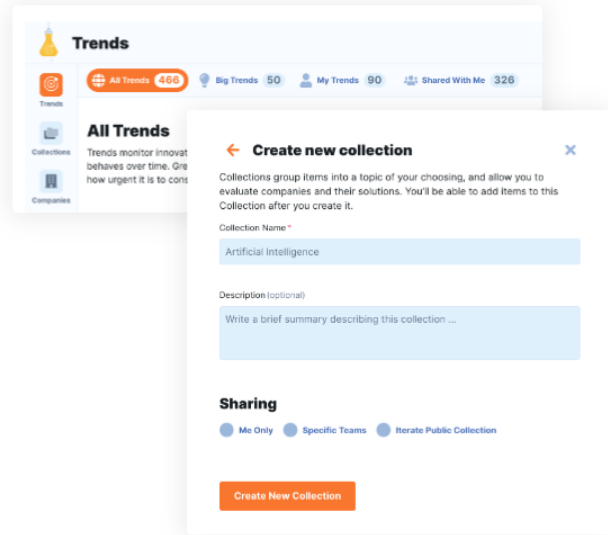 Trends
All Trends 466 Big Trends 50 My Trends 90 Shared With Me 326
Trends
Collections
Companies
All Trends
Trends monitor innovat
behaves over time. Gre
how urgent it is to cons
Create new collection
Collections group items into a topic of your choosing, and allow you to
evaluate companies and their solutions. You'll be able to add items to this
Collection after you create it.
Collection Name *
Artificial Intelligence
Description (optional)
Write a brief summary describing this collection ...
Sharing
Me Only Specific Teams Iterate Public Collection
Create New Collection